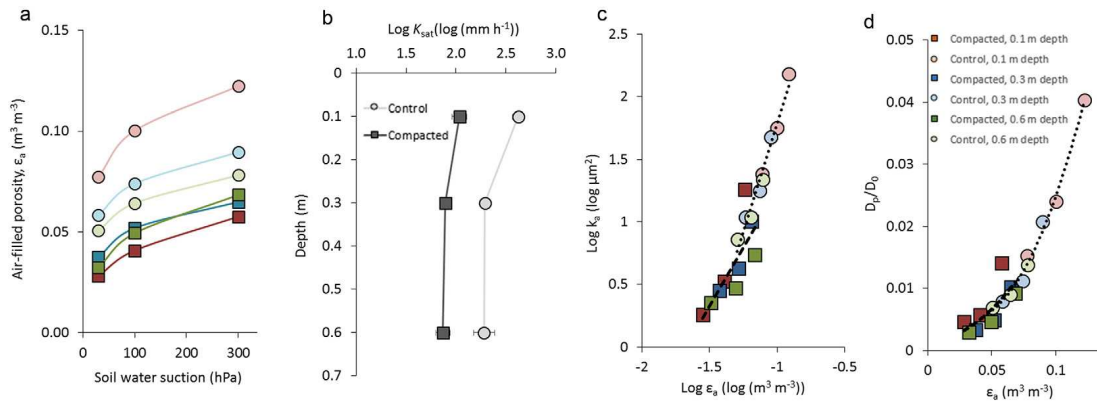 a
0.15
0.10
0.05
0.00
0 100 200 300
Air-filled porosity, εa (m³ m⁻³)
Soil water suction (hPa)
b
Log Ksat(log (mm h⁻¹))
1.0 1.5 2.0 2.5 3.0
0
0.1
0.2
0.3
0.4
0.5
0.6
0.7
Depth (m)
Control
Compacted
c
2.5
2
1.5
1
0.5
0
-2 -1.5 -1 -0.5
Log ka (log μm²)
Log εa (log (m³ m⁻³))
d
0.05
0.04
0.03
0.02
0.01
0
0 0.05 0.1
Dp/D0
εa (m³ m⁻³)
Compacted, 0.1 m depth
Control, 0.1 m depth
Compacted, 0.3 m depth
Control, 0.3 m depth
Compacted, 0.6 m depth
Control, 0.6 m depth